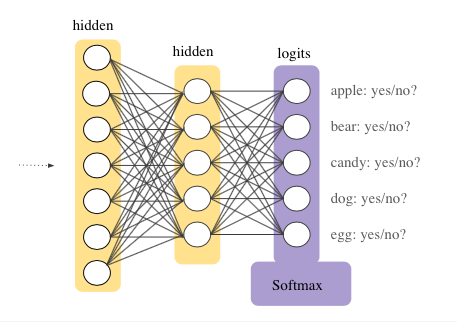 hidden
hidden
logits
apple: yes/no?
bear: yes/no?
candy: yes/no?
dog: yes/no?
egg: yes/no?
Softmax